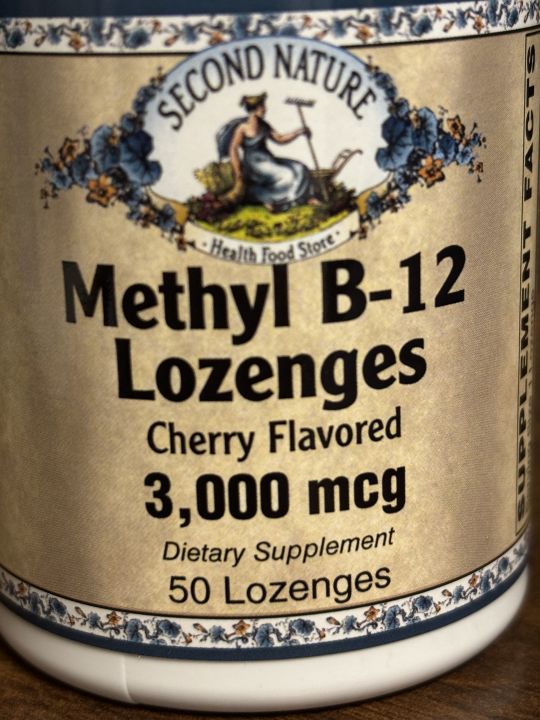 SECOND NATURE
· Health Food Store ·
Methyl B-12
Lozenges
Cherry Flavored
3,000 mcg
Dietary Supplement
50 Lozenges
SUPPLEMENT FACTS